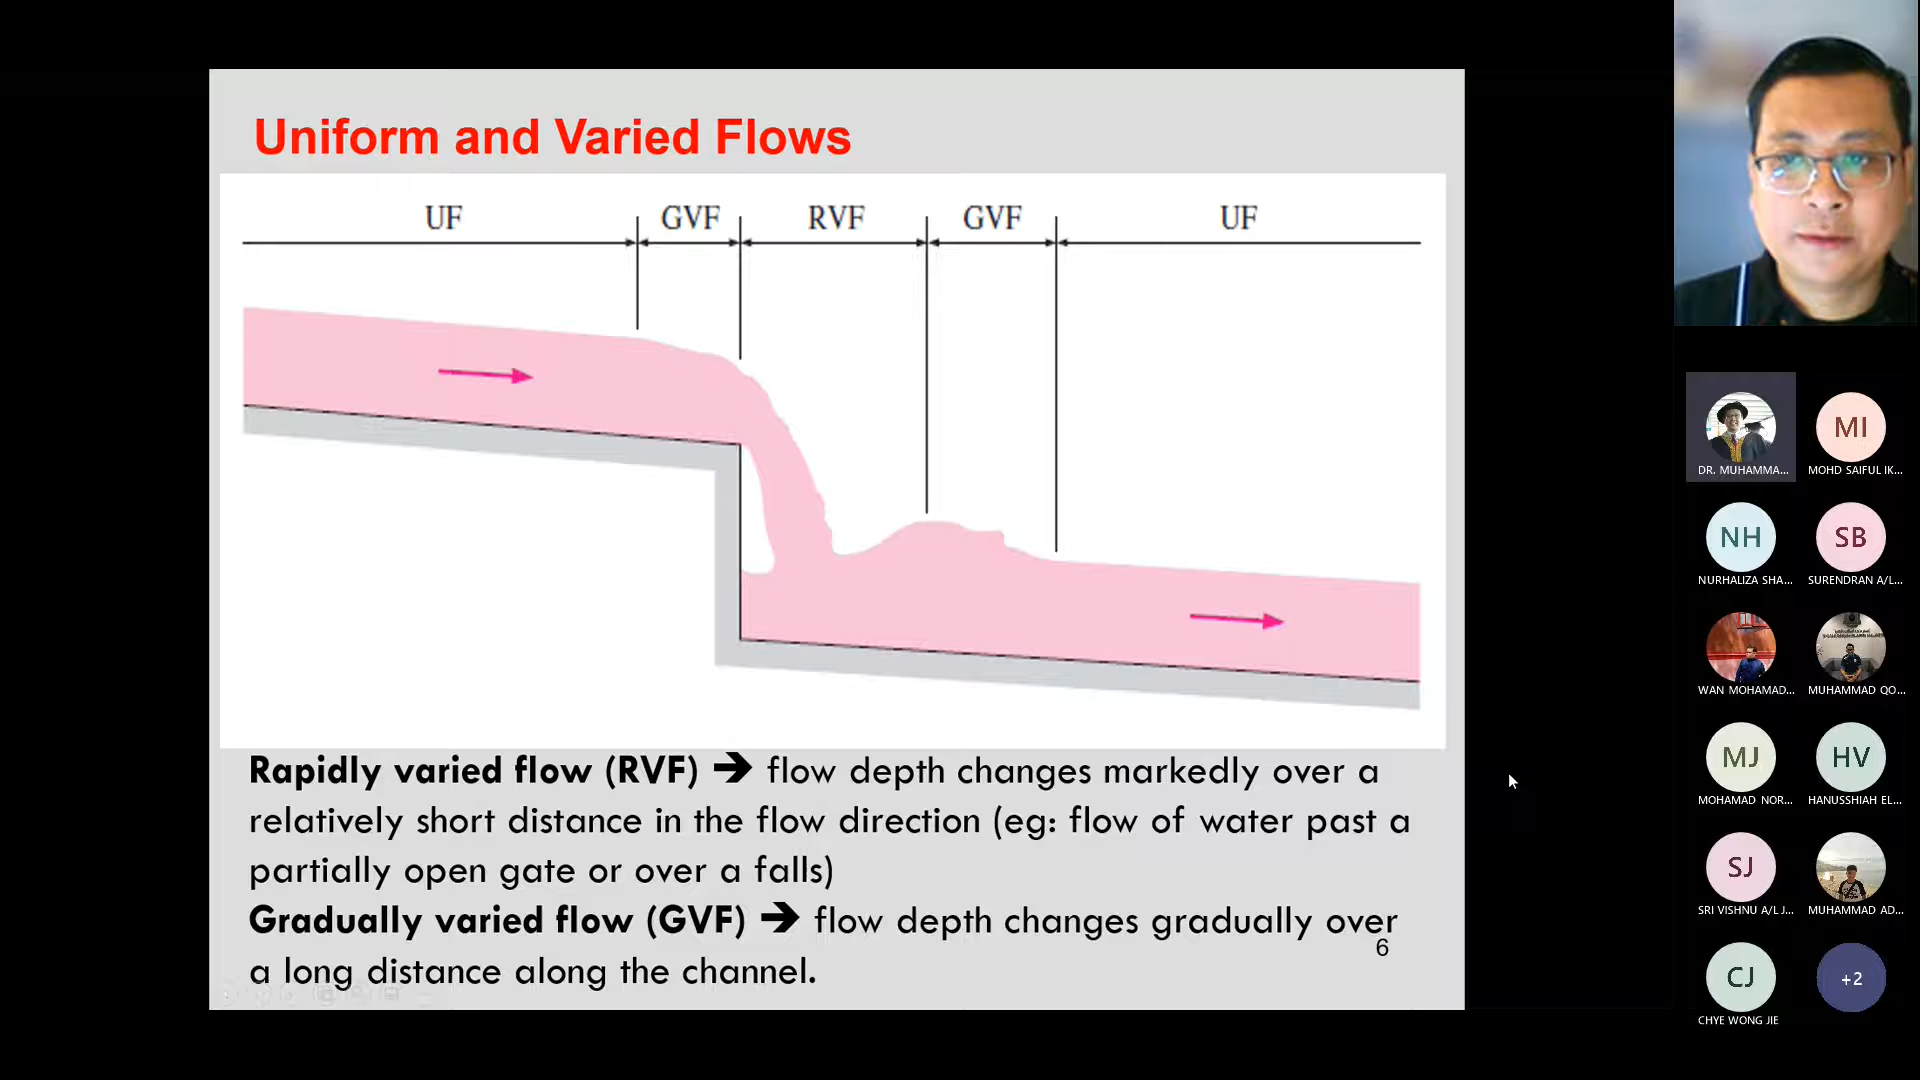 Uniform and Varied Flows
UF GVF RVF GVF UF
Rapidly varied flow (RVF) ➔ flow depth changes markedly over a
relatively short distance in the flow direction (eg: flow of water past a
partially open gate or over a falls)
Gradually varied flow (GVF) ➔ flow depth changes gradually over
a long distance along the channel.
6
DR. MUHAMMA...
MI
MOHD SAIFUL IK...
NH
NURHALIZA SHA...
SB
SURENDRAN A/L...
WAN MOHAMAD...
MUHAMMAD QO...
MJ
MOHAMAD NOR...
HV
HANUSSHIAH EL...
SJ
SRI VISHNU A/L J...
MUHAMMAD AD...
CJ
CHYE WONG JIE
+2